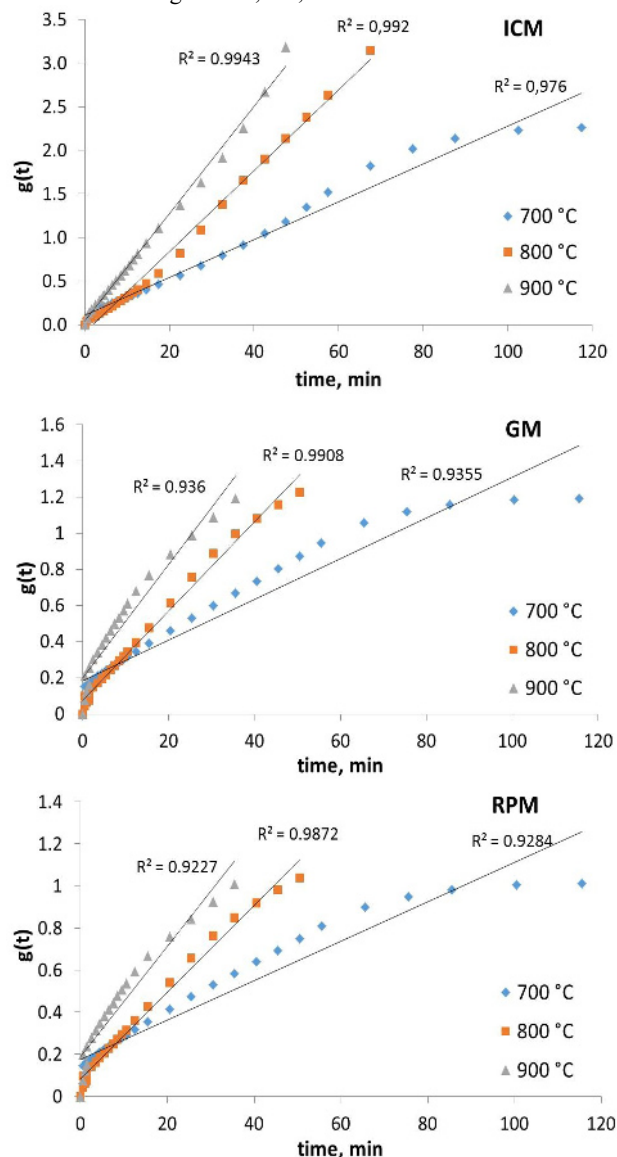 ICM
R² = 0,992
R² = 0.9943
R² = 0,976
3.5
3.0
2.5
2.0
1.5
1.0
0.5
0.0
g(t)
700 °C
800 °C
900 °C
0 20 40 60 80 100 120
time, min
GM
R² = 0.9908
R² = 0.936
R² = 0.9355
1.6
1.4
1.2
1
0.8
0.6
0.4
0.2
0
g(t)
700 °C
800 °C
900 °C
0 20 40 60 80 100 120
time, min
RPM
R² = 0.9872
R² = 0.9284
R² = 0.9227
1.4
1.2
1
0.8
0.6
0.4
0.2
0
g(t)
700 °C
800 °C
900 °C
0 20 40 60 80 100 120
time, min